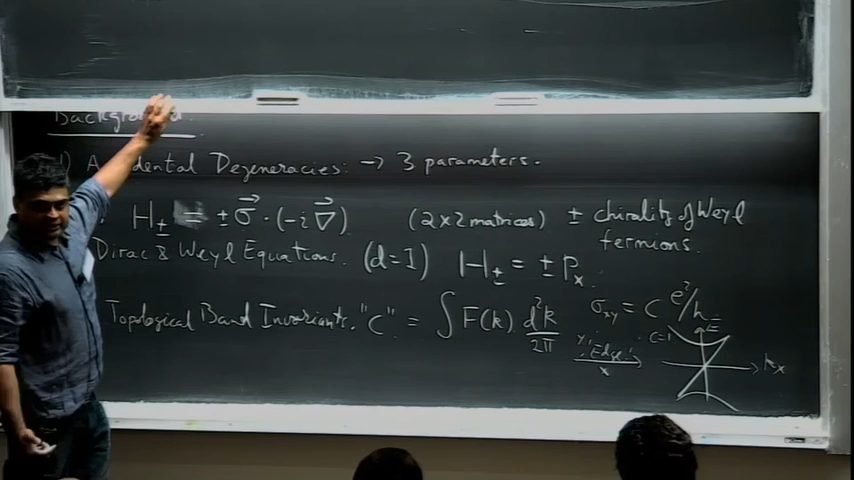 Background.
1) Accidental Degeneracies: → 3 parameters.
H± = ± σ⃗ · (-i ∇⃗) (2×2 matrices) ± chirality of Weyl
fermions.
Dirac & Weyl Equations. (d=1) H± = ± Px
Topological Band Invariants. "C" = ∫ F(k) d²k/2π σxy = C e²/h
C=1 E
y Edge
x
kx